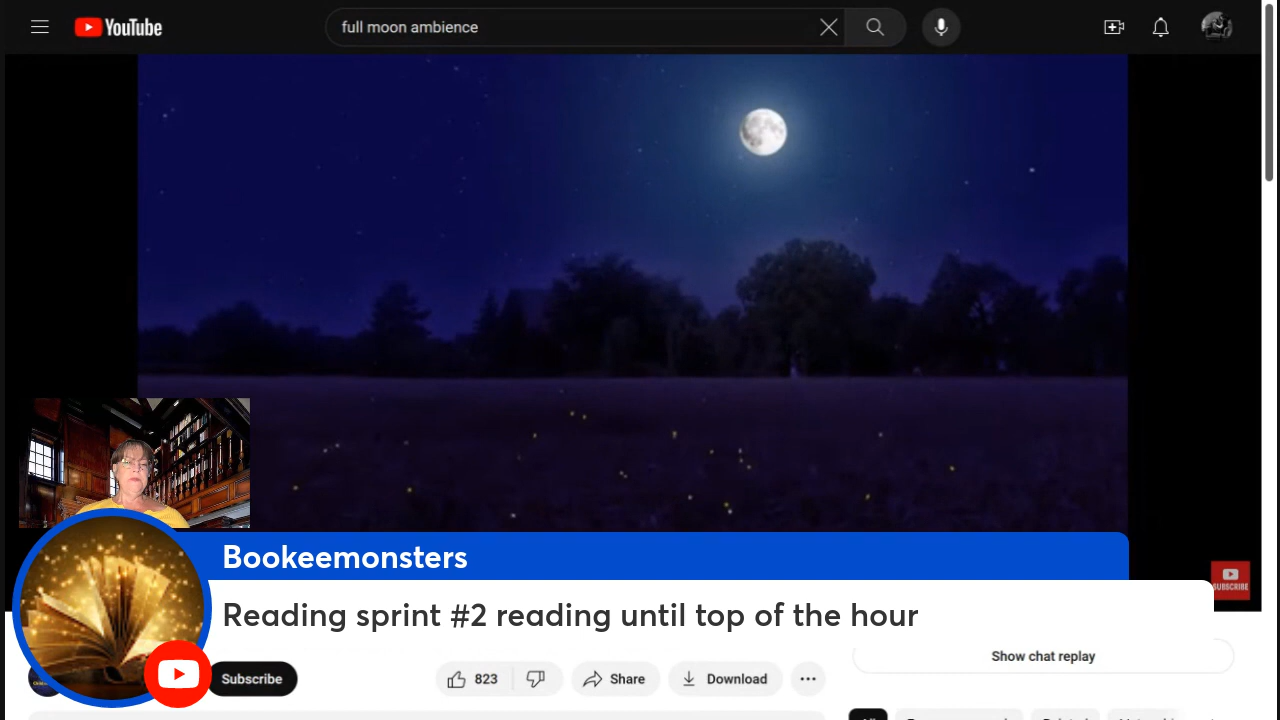 YouTube
full moon ambience
SUBSCRIBE
Bookeemonsters
Reading sprint #2 reading until top of the hour
Show chat replay
Subscribe
823
Share
Download